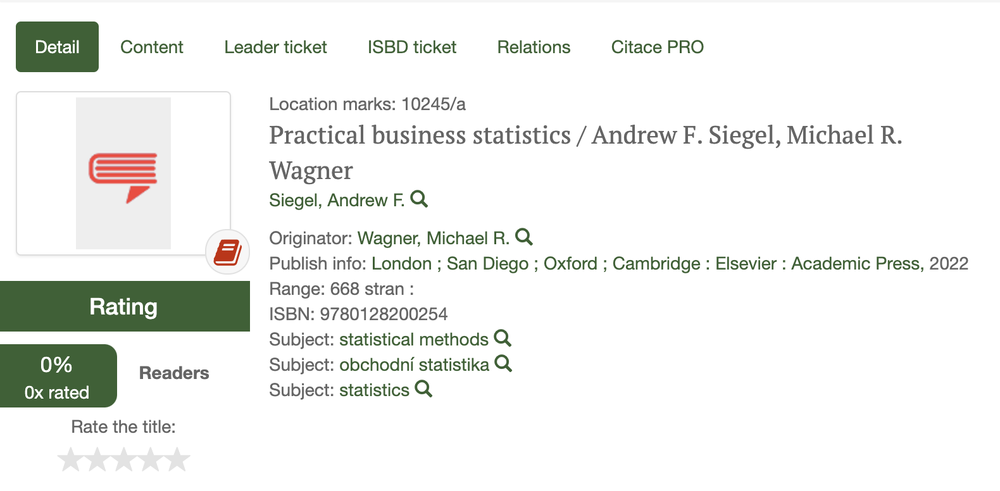 Detail Content Leader ticket ISBD ticket Relations Citace PRO
Location marks: 10245/a
Practical business statistics / Andrew F. Siegel, Michael R.
Wagner
Siegel, Andrew F.
Originator: Wagner, Michael R.
Publish info: London ; San Diego ; Oxford ; Cambridge : Elsevier : Academic Press, 2022
Range: 668 stran :
ISBN: 9780128200254
Subject: statistical methods
Subject: obchodní statistika
Subject: statistics
Rating
0%
0x rated
Readers
Rate the title: